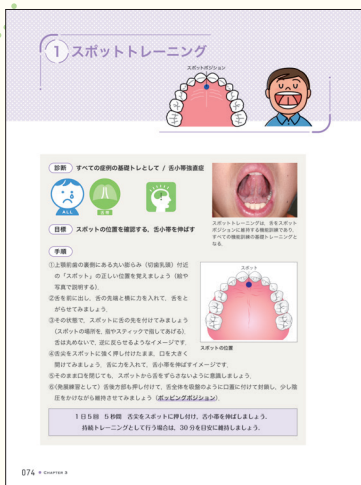 1 スポットトレーニング
スポットポジション
診断 すべての症例の基礎トレとして / 舌小帯強直症
ALL
スポットトレーニングは、舌をスポット
ポジションに維持する機能訓練であり、
すべての機能訓練の基礎トレーニングと
なる.
目標 スポットの位置を確認する、舌小帯を伸ばす
手順
①上顎前歯の裏側にある丸い膨らみ（切歯乳頭）付近
の“スポット”の正しい位置を覚えましょう（絵や
写真で説明する）.
②舌を前に出し、舌の先端と横に力を入れて、舌をと
がらせてみましょう.
③その状態で、スポットに舌の先を付けてみましょう
（スポットの場所を、指やスティックで指してあげる）.
舌は丸めないで、逆に反らせるようなイメージです.
④舌尖をスポットに強く押し付けたまま、口を大きく
開けてみましょう. 舌に力を入れて、舌小帯を伸ばすイメージです.
⑤そのまま口を閉じても、スポットから舌をずらさないように意識しましょう.
⑥（発展練習として）舌後方部も押し付けて、舌全体を吸盤のように口蓋に付けて封鎖し、少し陰
圧をかけながら維持させてみましょう（ポッピングポジション）.
スポット
スポットの位置
1日5回 5秒間 舌尖をスポットに押し付け、舌小帯を伸ばしましょう.
持続トレーニングとして行う場合は、30分を目安に維持しましょう.
074 CHAPTER 3